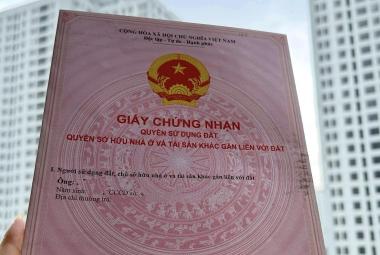 CỘNG HÒA XÃ HỘI CHỦ NGHĨA VIỆT NAM
Độc lập - Tự do - Hạnh phúc
GIẤY CHỨNG NHẬN
QUYỀN SỬ DỤNG ĐẤT,
QUYỀN SỞ HỮU NHÀ Ở VÀ TÀI SẢN KHÁC GẮN LIỀN VỚI ĐẤT
I. Người sử dụng đất, chủ sở hữu nhà ở và tài sản khác gắn liền với đất
Ông:
Năm sinh: CCCD số:
Địa chỉ thường trú: